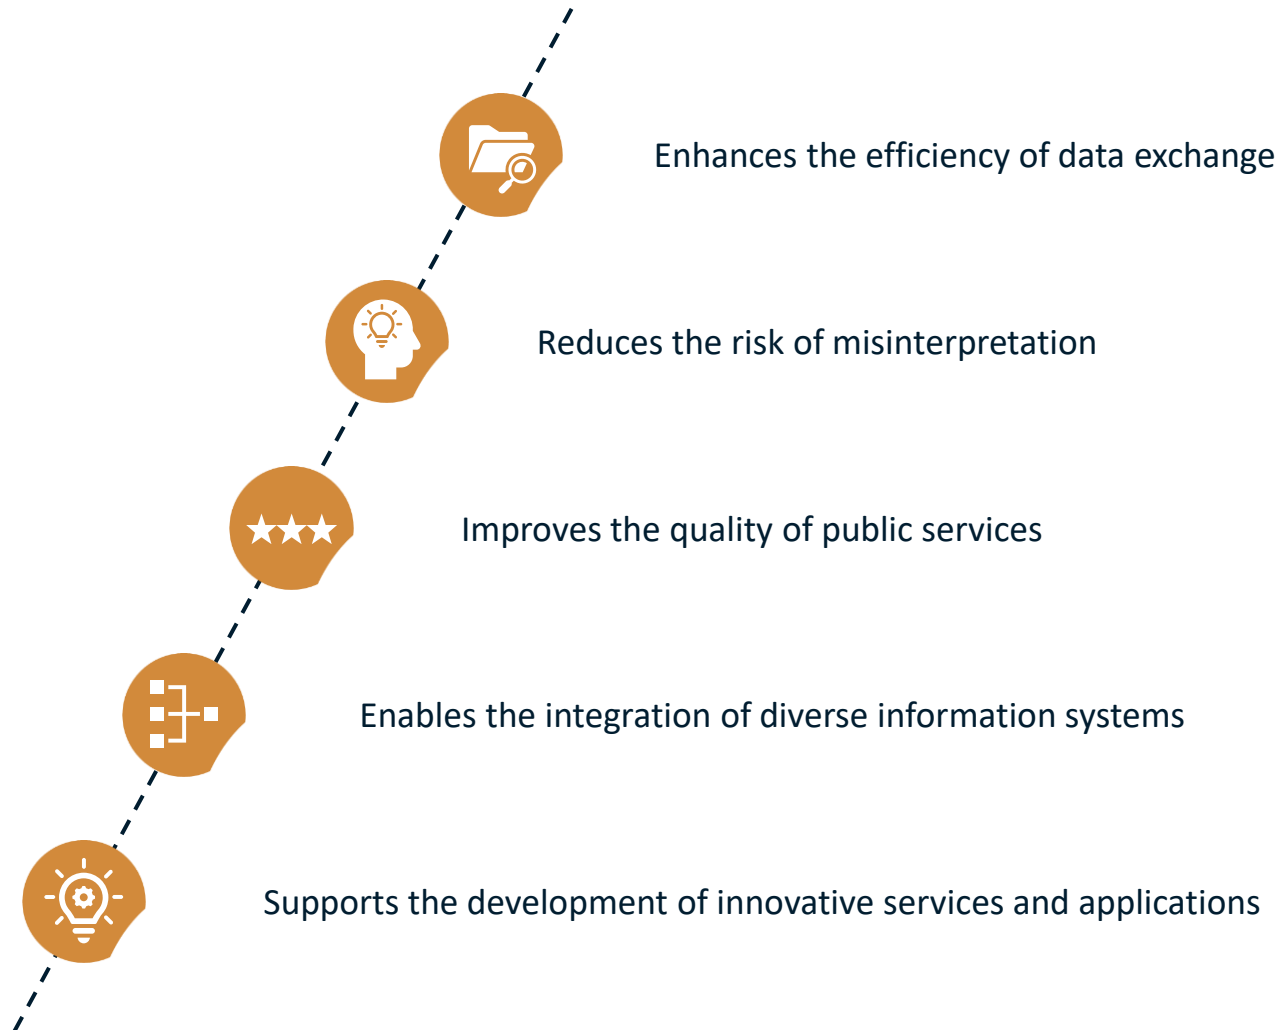 Enhances the efficiency of data exchange
Reduces the risk of misinterpretation
Improves the quality of public services
Enables the integration of diverse information systems
Supports the development of innovative services and applications